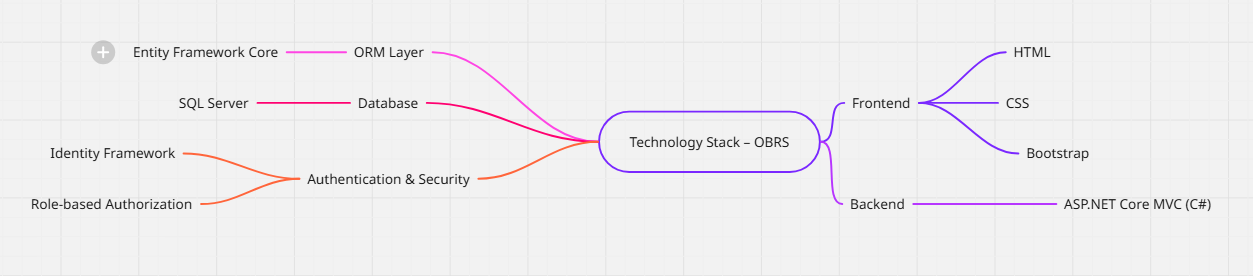 Entity Framework Core
ORM Layer
HTML
SQL Server
Database
Frontend
CSS
Technology Stack – OBRS
Identity Framework
Bootstrap
Authentication & Security
Role-based Authorization
Backend
ASP.NET Core MVC (C#)